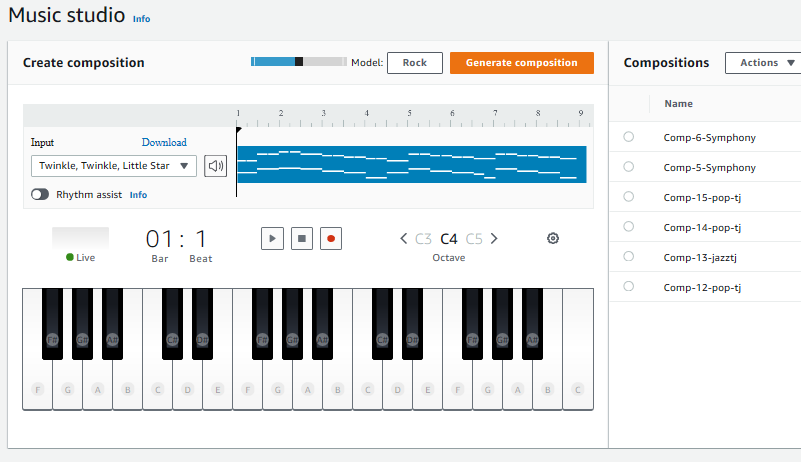 Music studio Info
Create composition
Model: Rock Generate composition
Compositions Actions
1 2 3 4 5 6 7 8 9
Name
Input Download
Twinkle, Twinkle, Little Star
Rhythm assist Info
Comp-6-Symphony
Comp-5-Symphony
Comp-15-pop-tj
Comp-14-pop-tj
Comp-13-jazztj
Comp-12-pop-tj
01: 1
Live Bar Beat
C3 C4 C5
Octave
F# G# A# C# D# F# G# A# C# D# F# G# A#
F G A B C D E F G A B C D E F G A B C